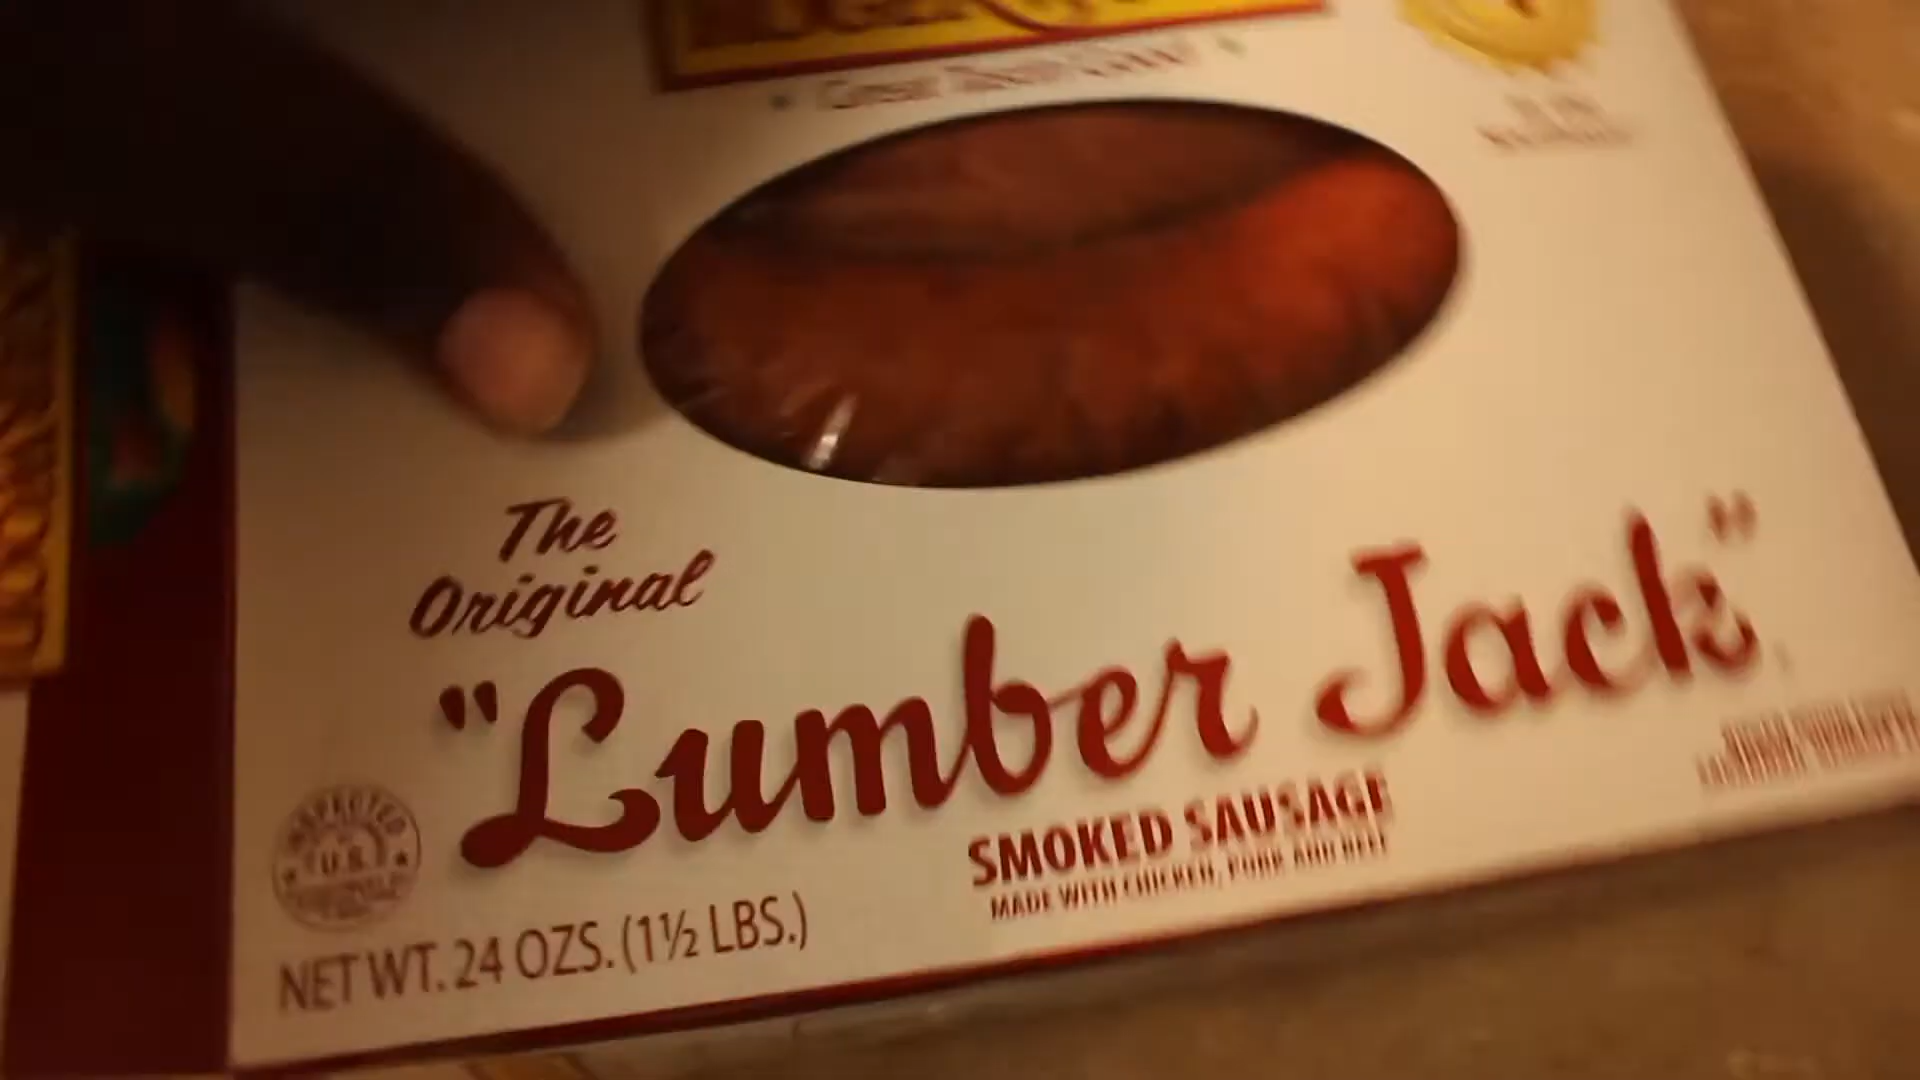 The
Original
"Lumber Jack"
SMOKED SAUSAGE
MADE WITH CHICKEN, PORK AND BEEF
INSPECTED
U.S.
NET WT. 24 OZS. (1½ LBS.)